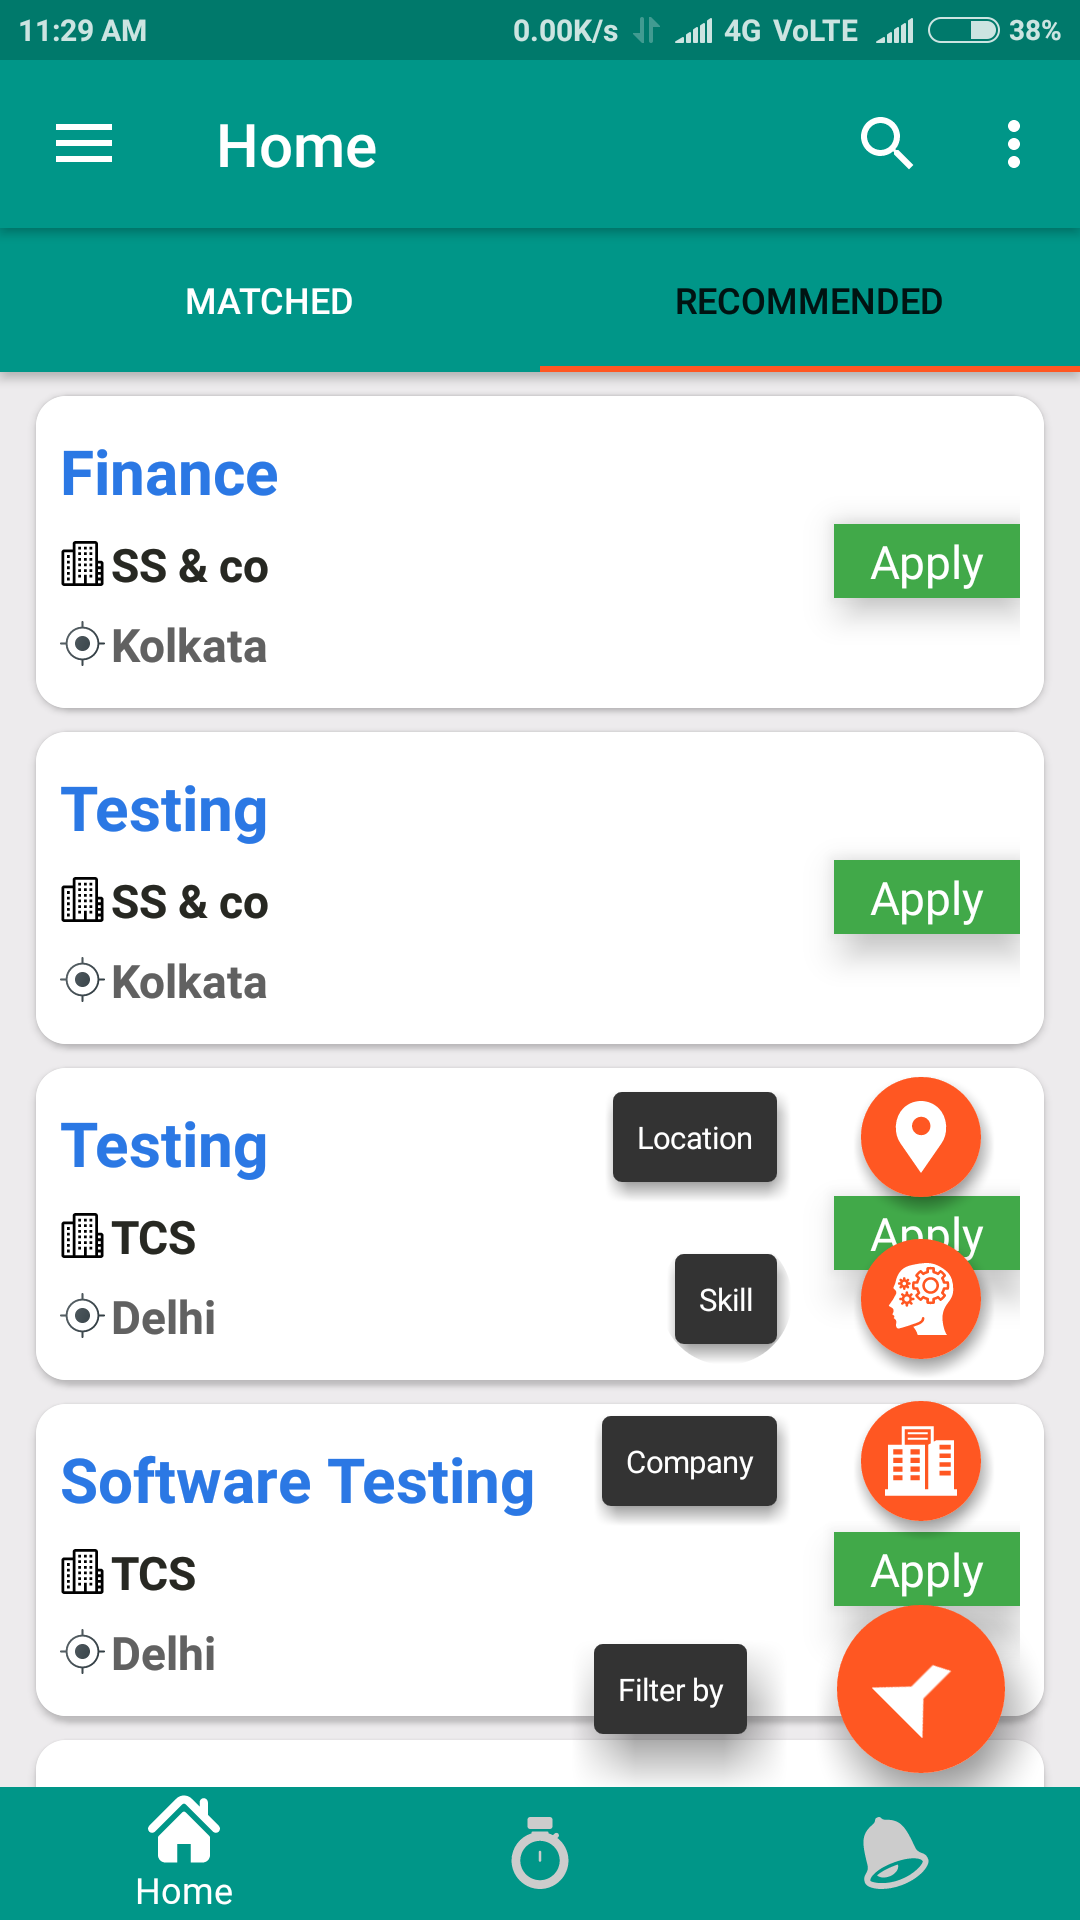 11:29 AM 0.00K/s 4G VoLTE 38%
Home
MATCHED RECOMMENDED
Finance
SS & co
Apply
Kolkata
Testing
SS & co
Apply
Kolkata
Testing
Location
TCS
Apply
Skill
Delhi
Software Testing
Company
TCS
Apply
Delhi
Filter by
Home